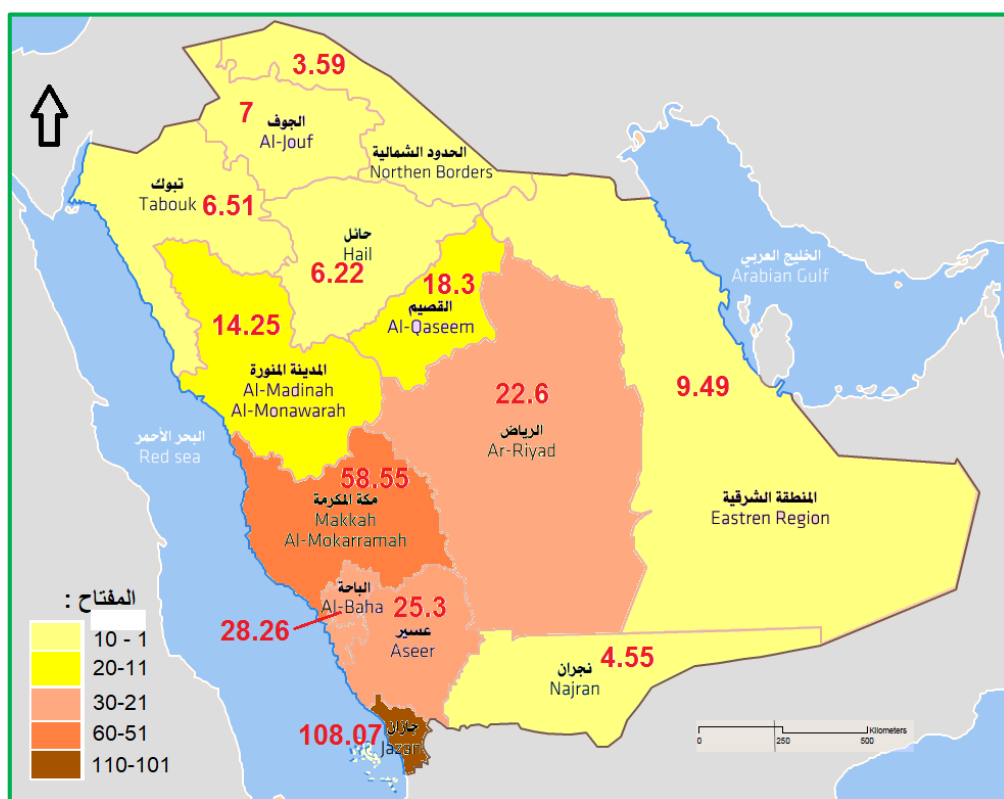 3.59
7
الجوف
Al-Jouf
الحدود الشمالية
Northen Borders
تبوك
Tabouk
6.51
حائل
Hail
6.22
18.3
القصيم
Al-Qaseem
14.25
المدينة المنورة
Al-Madinah
Al-Monawarah
الخليج العربي
Arabian Gulf
22.6
الرياض
Ar-Riyad
9.49
البحر الأحمر
Red sea
58.55
مكة المكرمة
Makkah
Al-Mokarramah
المنطقة الشرقية
Eastren Region
الباحة
Al-Baha
28.26
25.3
عسير
Aseer
4.55
نجران
Najran
108.07
جازان
Jazan
المفتاح :
10 - 1
20-11
30-21
60-51
110-101
Kilometers
0 250 500